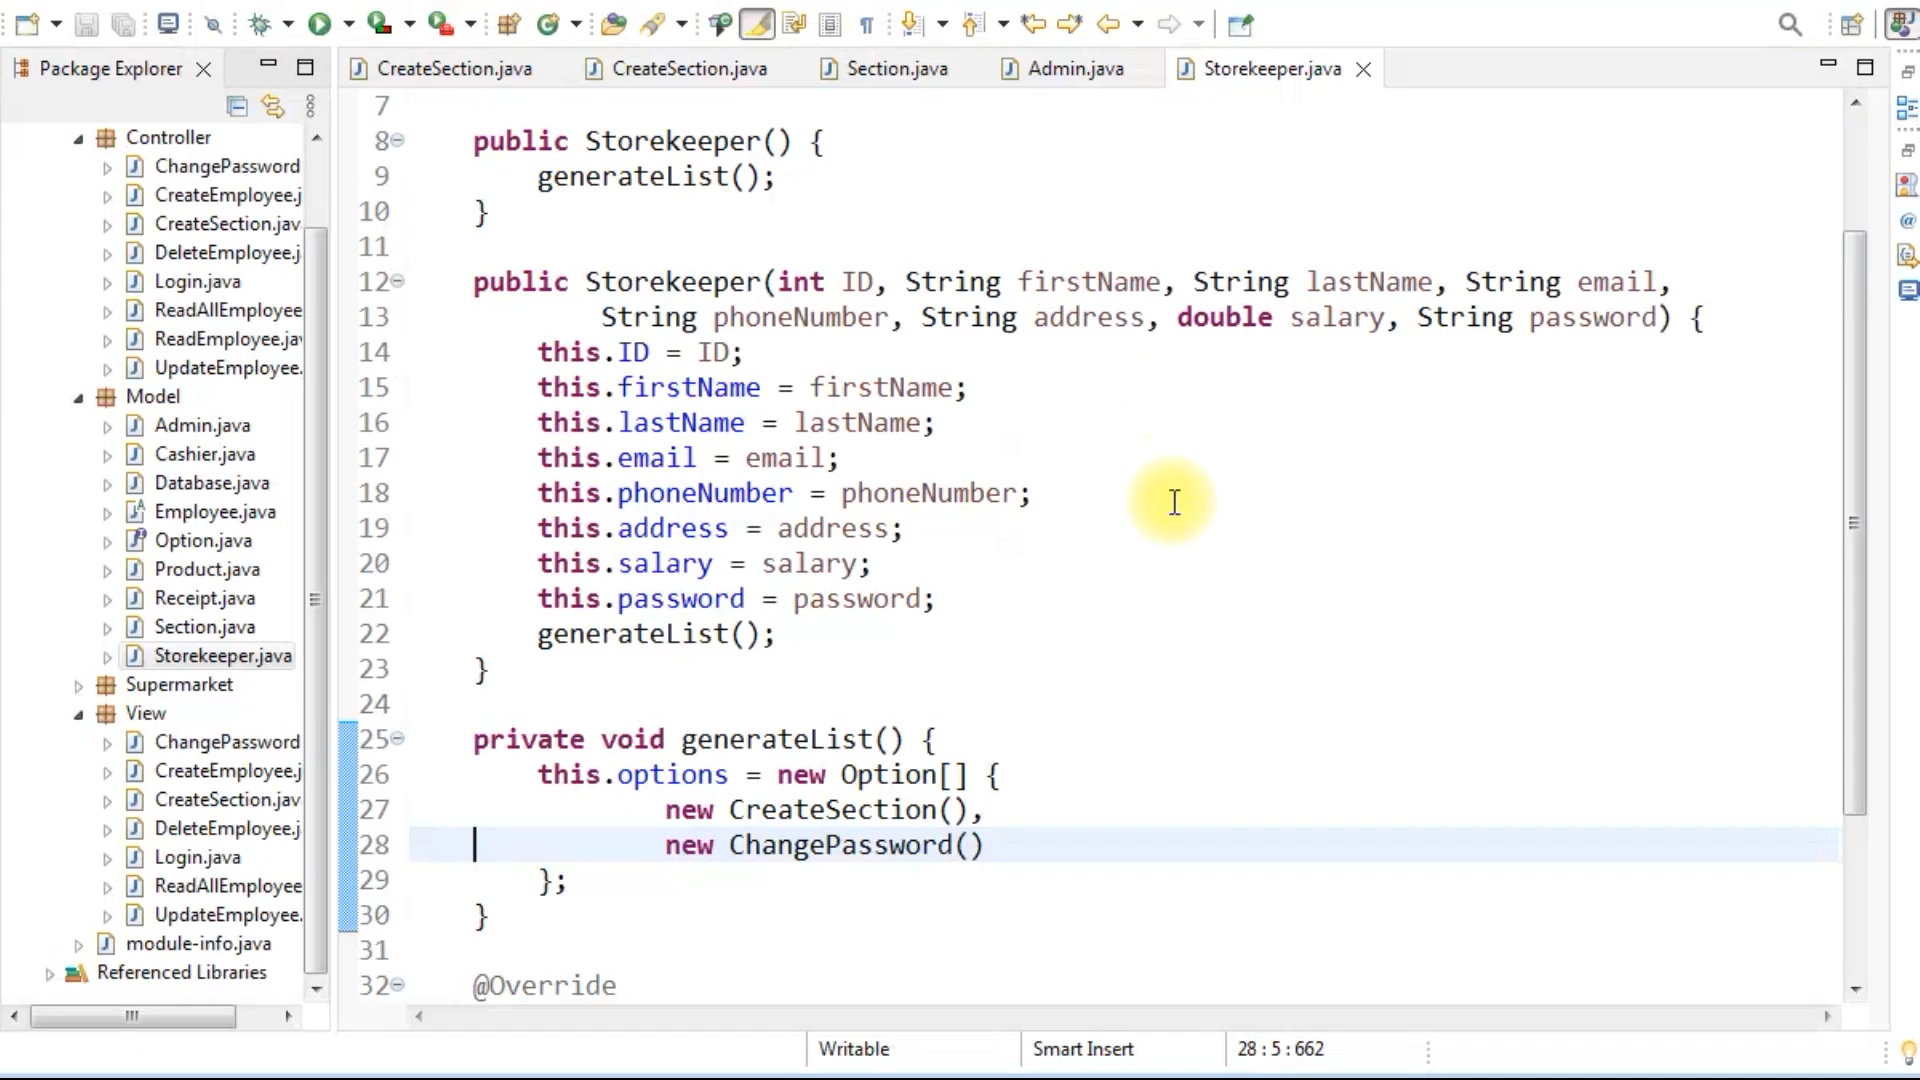 Package Explorer
CreateSection.java
CreateSection.java
Section.java
Admin.java
Storekeeper.java
Controller
ChangePassword
CreateEmployee.j
CreateSection.jav
DeleteEmployee.j
Login.java
ReadAllEmployee
ReadEmployee.jav
UpdateEmployee.
Model
Admin.java
Cashier.java
Database.java
Employee.java
Option.java
Product.java
Receipt.java
Section.java
Storekeeper.java
Supermarket
View
ChangePassword
CreateEmployee.j
CreateSection.jav
DeleteEmployee.j
Login.java
ReadAllEmployee
UpdateEmployee.
module-info.java
Referenced Libraries
7
8 public Storekeeper() {
9 generateList();
10 }
11
12 public Storekeeper(int ID, String firstName, String lastName, String email,
13 String phoneNumber, String address, double salary, String password) {
14 this.ID = ID;
15 this.firstName = firstName;
16 this.lastName = lastName;
17 this.email = email;
18 this.phoneNumber = phoneNumber;
19 this.address = address;
20 this.salary = salary;
21 this.password = password;
22 generateList();
23 }
24
25 private void generateList() {
26 this.options = new Option[] {
27 new CreateSection(),
28 new ChangePassword()
29 };
30 }
31
32 @Override
Writable
Smart Insert
28 : 5 : 662